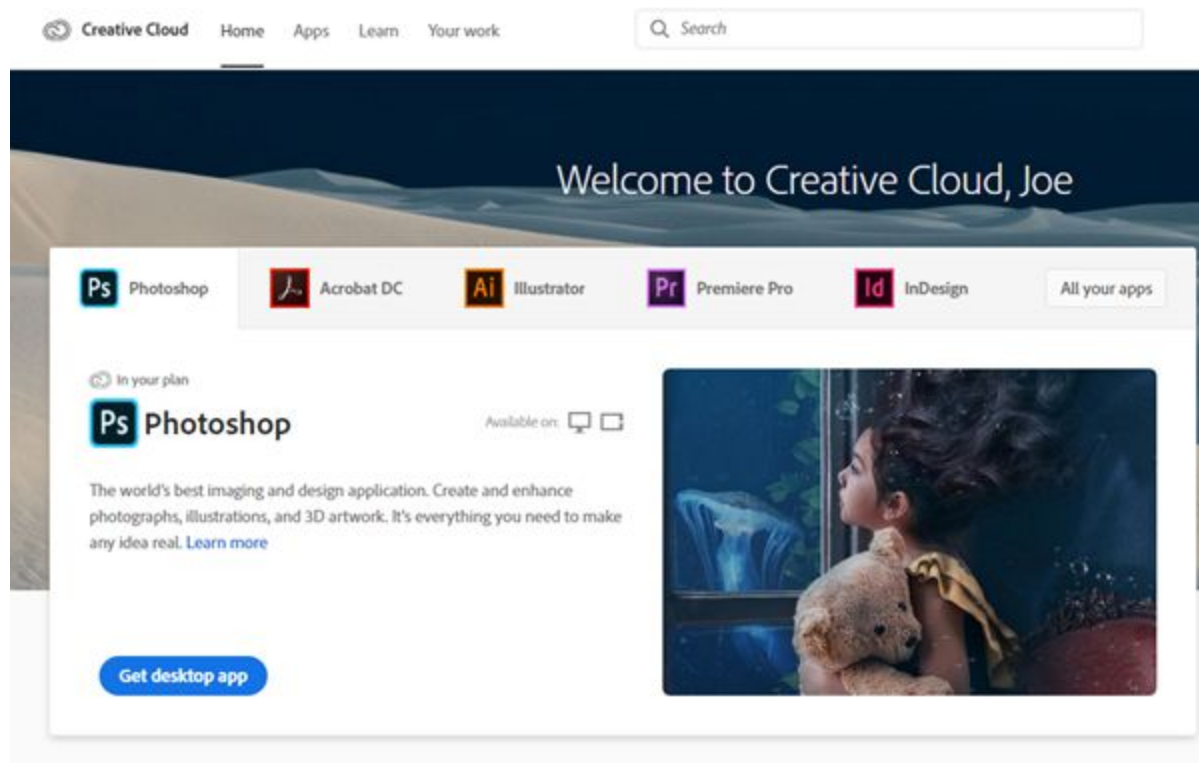 Creative Cloud Home Apps Learn Your work Search
Welcome to Creative Cloud, Joe
Ps Photoshop Acrobat DC Ai Illustrator Pr Premiere Pro Id InDesign All your apps
In your plan
Ps Photoshop Available on:
The world's best imaging and design application. Create and enhance
photographs, illustrations, and 3D artwork. It's everything you need to make
any idea real. Learn more
Get desktop app